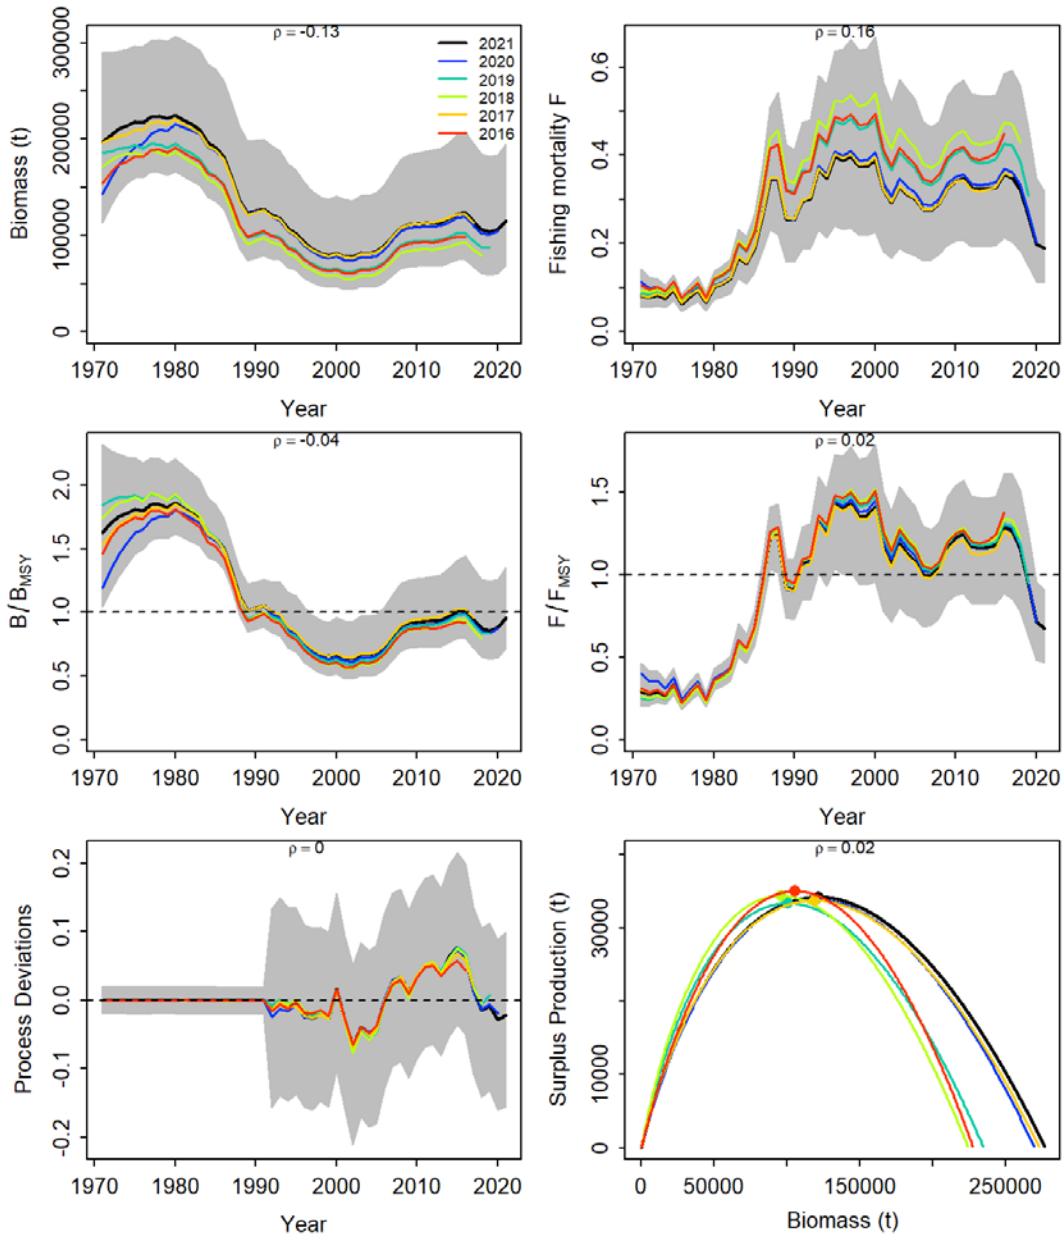 ρ = -0.13
Biomass (t)
300000
200000
100000
0
2021
2020
2019
2018
2017
2016
1970 1980 1990 2000 2010 2020
Year
ρ = 0.16
Fishing mortality F
0.6
0.4
0.2
0.0
1970 1980 1990 2000 2010 2020
Year
ρ = -0.04
B / BMSY
2.0
1.5
1.0
0.5
0.0
1970 1980 1990 2000 2010 2020
Year
ρ = 0.02
F / FMSY
1.5
1.0
0.5
0.0
1970 1980 1990 2000 2010 2020
Year
ρ = 0
Process Deviations
0.2
0.1
0.0
-0.1
-0.2
1970 1980 1990 2000 2010 2020
Year
ρ = 0.02
Surplus Production (t)
30000
10000
0
0 50000 150000 250000
Biomass (t)